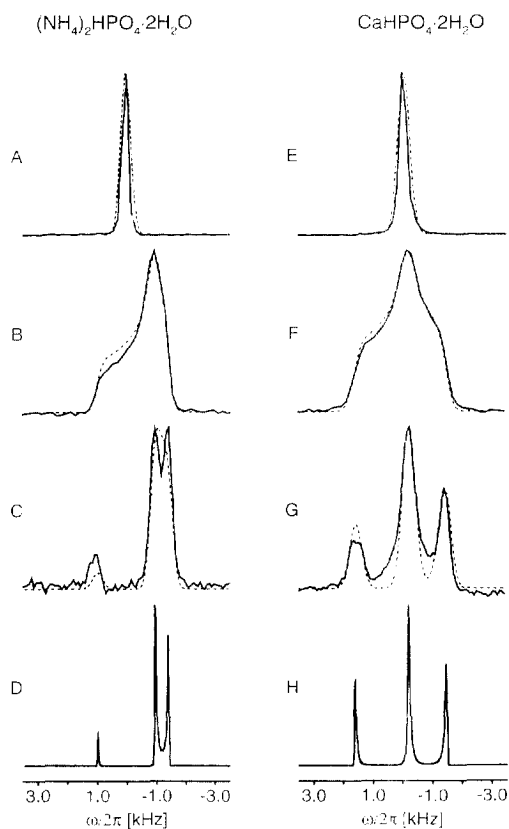 (NH₄)₂HPO₄·2H₂O CaHPO₄·2H₂O
A E
B F
C G
D H
3.0 1.0 -1.0 -3.0 3.0 1.0 -1.0 -3.0
ω/2π [kHz] ω/2π (kHz]